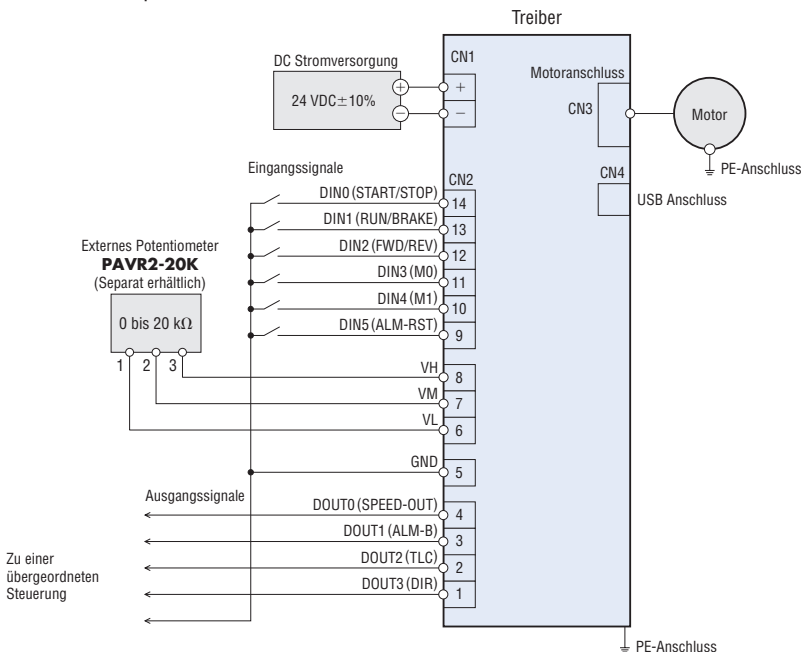 Treiber
DC Stromversorgung
24 VDC±10%
+
−
CN1
+
−
Motoranschluss
CN3
Motor
PE-Anschluss
CN4
USB Anschluss
Eingangssignale
CN2
DIN0 (START/STOP)
14
DIN1 (RUN/BRAKE)
13
DIN2 (FWD/REV)
12
DIN3 (M0)
11
DIN4 (M1)
10
DIN5 (ALM-RST)
9
Externes Potentiometer
PAVR2-20K
(Separat erhältlich)
0 bis 20 kΩ
1 2 3
VH
8
VM
7
VL
6
GND
5
Ausgangssignale
DOUT0 (SPEED-OUT)
4
DOUT1 (ALM-B)
3
DOUT2 (TLC)
2
DOUT3 (DIR)
1
Zu einer
übergeordneten
Steuerung
PE-Anschluss